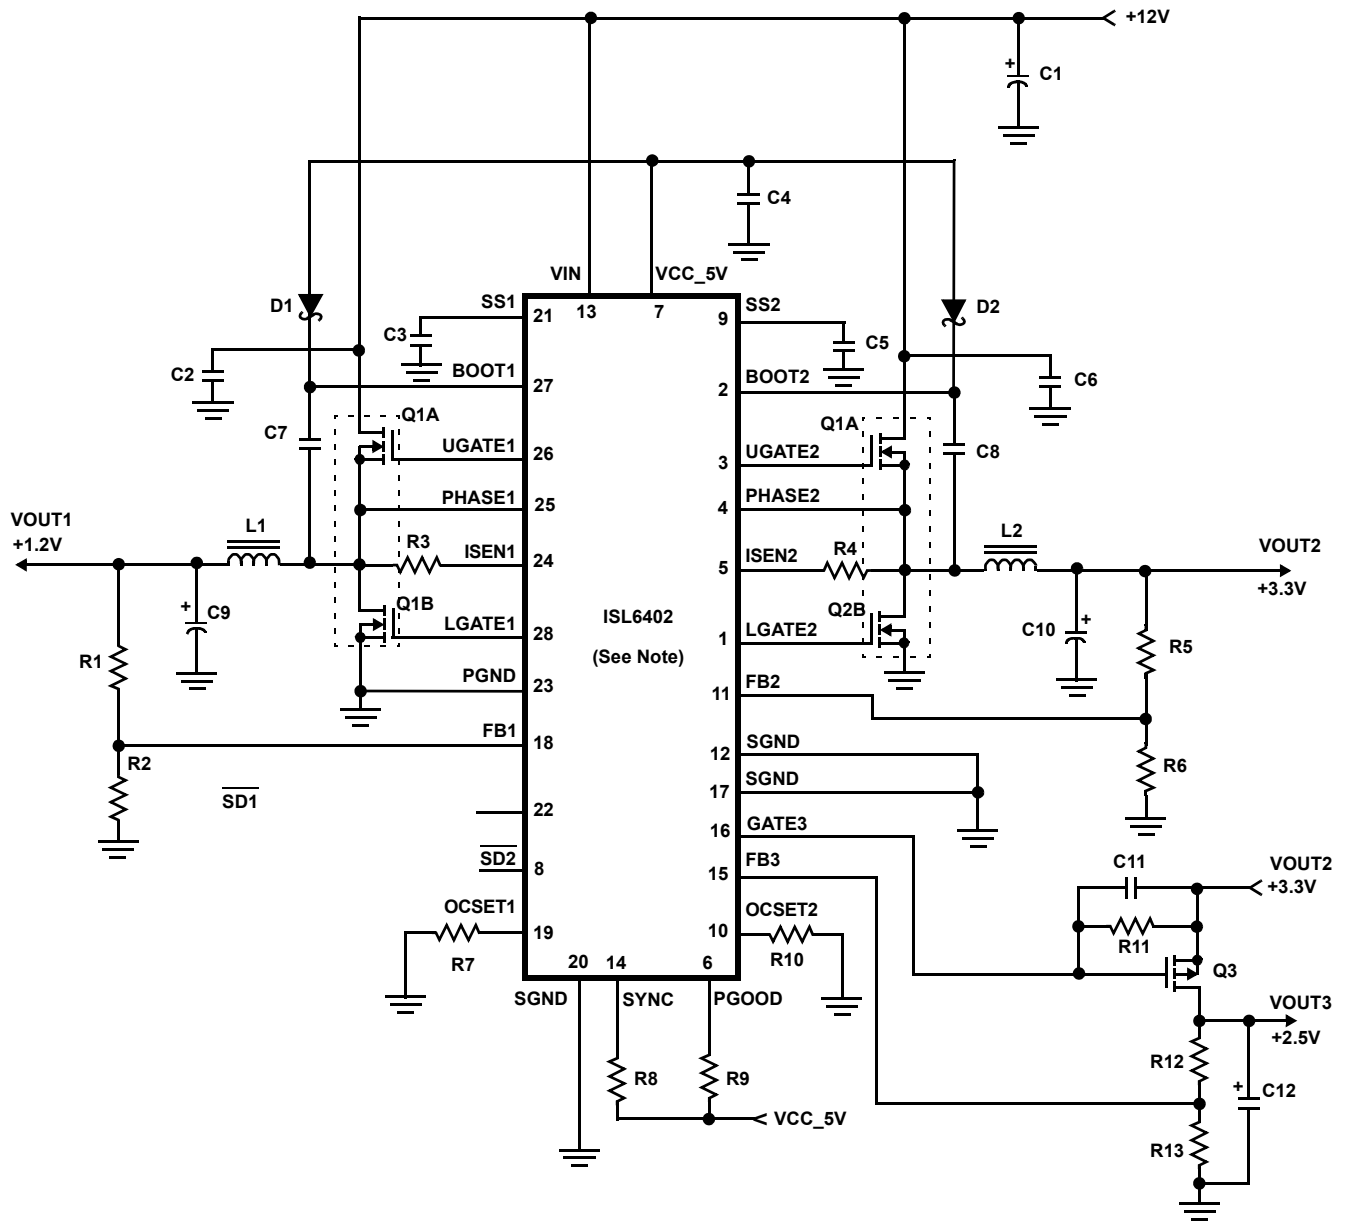 +12V
+
C1
C4
VIN
VCC_5V
D1
SS1
21
13
7
9
SS2
D2
C3
C5
C2
BOOT1
27
2
BOOT2
C6
Q1A
Q1A
C7
UGATE1
26
3
UGATE2
C8
PHASE1
25
4
PHASE2
VOUT1
+1.2V
L1
R3
ISEN1
24
5
ISEN2
R4
L2
VOUT2
+3.3V
+
C9
Q1B
LGATE1
28
ISL6402
(See Note)
1
LGATE2
Q2B
C10
+
R5
R1
PGND
23
11
FB2
FB1
18
12
SGND
R2
R6
SD1
17
SGND
22
16
GATE3
SD2
8
15
FB3
C11
VOUT2
+3.3V
OCSET1
19
10
OCSET2
R7
R10
R11
Q3
20
14
6
SGND
SYNC
PGOOD
VOUT3
+2.5V
R8
R9
R12
+
C12
VCC_5V
R13